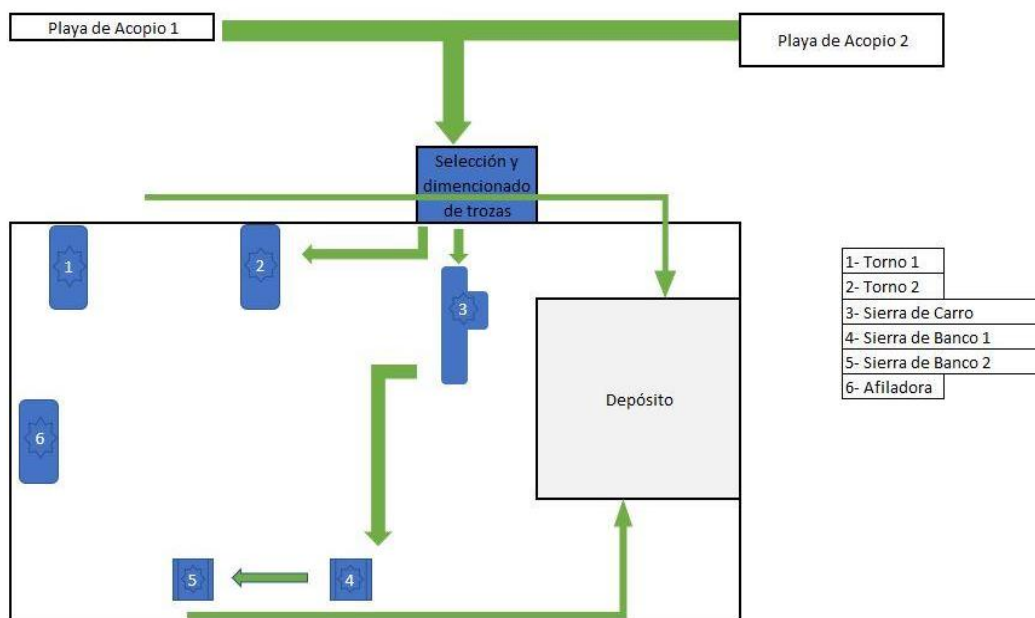 Playa de Acopio 1
Playa de Acopio 2
Selección y
dimencionado
de trozas
1
2
3
6
5
4
Depósito
1- Torno 1
2- Torno 2
3- Sierra de Carro
4- Sierra de Banco 1
5- Sierra de Banco 2
6- Afiladora